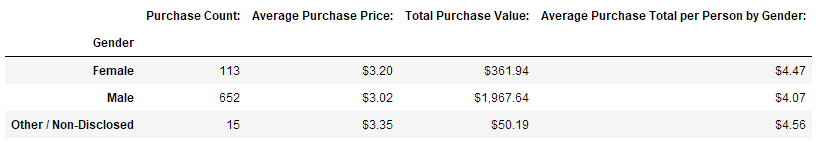 Purchase Count: Average Purchase Price: Total Purchase Value: Average Purchase Total per Person by Gender:
Gender
Female 113 $3.20 $361.94 $4.47
Male 652 $3.02 $1,967.64 $4.07
Other / Non-Disclosed 15 $3.35 $50.19 $4.56